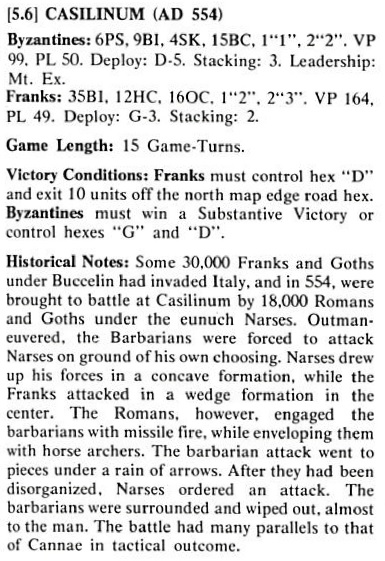 [5.6] CASILINUM (AD 554)
Byzantines: 6PS, 9BI, 4SK, 15BC, 1"1", 2"2". VP
99, PL 50. Deploy: D-5. Stacking: 3. Leadership:
Mt. Ex.
Franks: 35BI, 12HC, 16OC, 1"2", 2"3". VP 164,
PL 49. Deploy: G-3. Stacking: 2.
Game Length: 15 Game-Turns.
Victory Conditions: Franks must control hex "D"
and exit 10 units off the north map edge road hex.
Byzantines must win a Substantive Victory or
control hexes "G" and "D".
Historical Notes: Some 30,000 Franks and Goths
under Buccelin had invaded Italy, and in 554, were
brought to battle at Casilinum by 18,000 Romans
and Goths under the eunuch Narses. Outman-
euvered, the Barbarians were forced to attack
Narses on ground of his own choosing. Narses drew
up his forces in a concave formation, while the
Franks attacked in a wedge formation in the
center. The Romans, however, engaged the
barbarians with missile fire, while enveloping them
with horse archers. The barbarian attack went to
pieces under a rain of arrows. After they had been
disorganized, Narses ordered an attack. The
barbarians were surrounded and wiped out, almost
to the man. The battle had many parallels to that
of Cannae in tactical outcome.